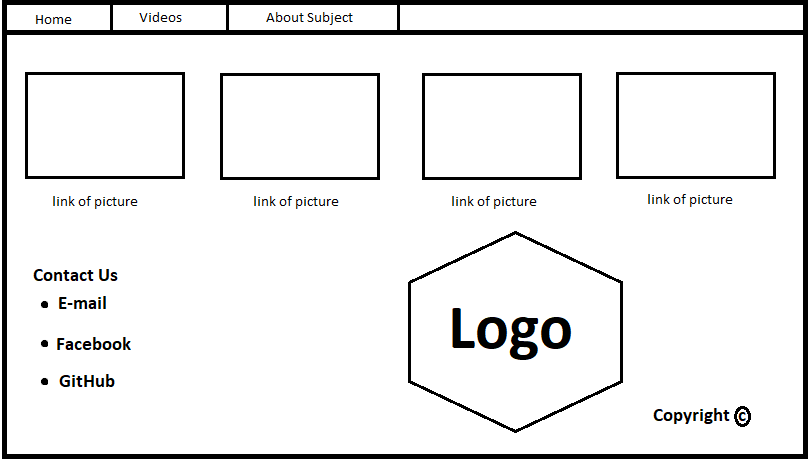 Home
Videos
About Subject
link of picture
link of picture
link of picture
link of picture
Contact Us
E-mail
Facebook
GitHub
Logo
Copyright ©